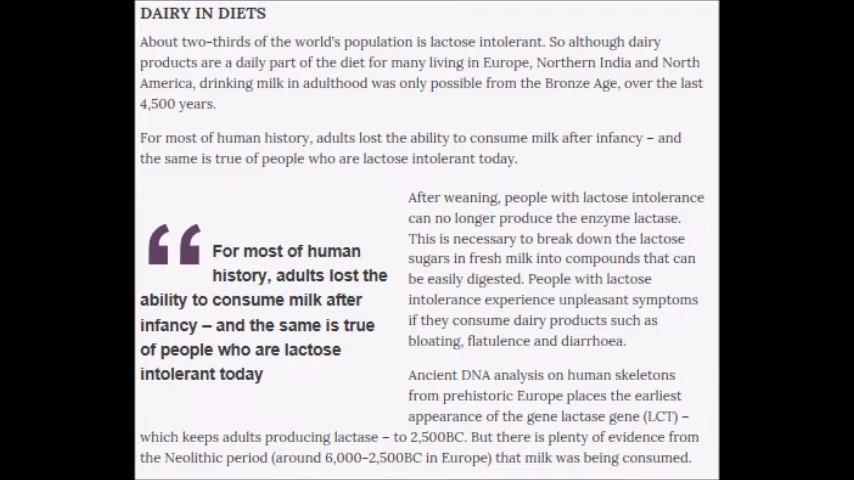 DAIRY IN DIETS
About two-thirds of the world's population is lactose intolerant. So although dairy
products are a daily part of the diet for many living in Europe, Northern India and North
America, drinking milk in adulthood was only possible from the Bronze Age, over the last
4,500 years.
For most of human history, adults lost the ability to consume milk after infancy – and
the same is true of people who are lactose intolerant today.
“ For most of human
history, adults lost the
ability to consume milk after
infancy – and the same is true
of people who are lactose
intolerant today
After weaning, people with lactose intolerance
can no longer produce the enzyme lactase.
This is necessary to break down the lactose
sugars in fresh milk into compounds that can
be easily digested. People with lactose
intolerance experience unpleasant symptoms
if they consume dairy products such as
bloating, flatulence and diarrhoea.
Ancient DNA analysis on human skeletons
from prehistoric Europe places the earliest
appearance of the gene lactase gene (LCT) –
which keeps adults producing lactase – to 2,500BC. But there is plenty of evidence from
the Neolithic period (around 6,000-2,500BC in Europe) that milk was being consumed.